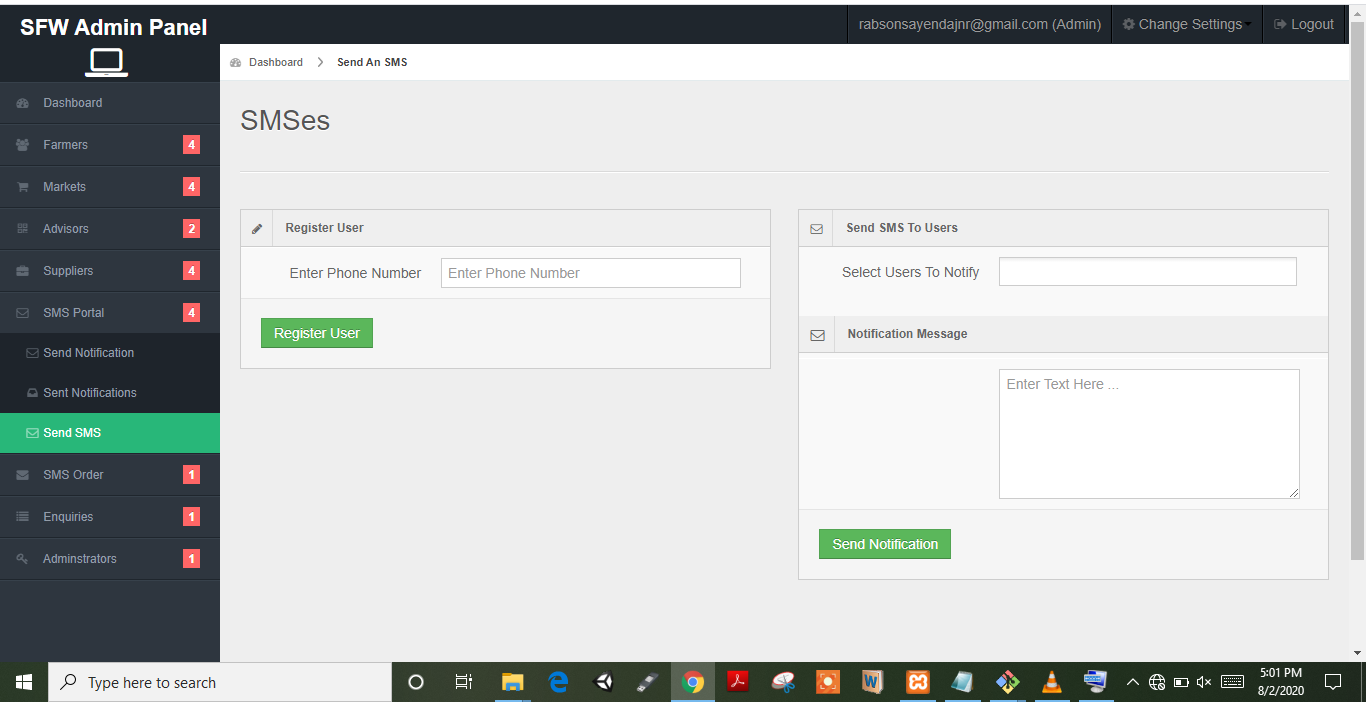 SFW Admin Panel
rabsonsayendajnr@gmail.com (Admin)
Change Settings
Logout
Dashboard
Send An SMS
Dashboard
Farmers 4
Markets 4
Advisors 2
Suppliers 4
SMS Portal 4
Send Notification
Sent Notifications
Send SMS
SMS Order 1
Enquiries 1
Adminstrators 1
SMSes
Register User
Enter Phone Number
Enter Phone Number
Register User
Send SMS To Users
Select Users To Notify
Notification Message
Enter Text Here ...
Send Notification
Type here to search
5:01 PM
8/2/2020